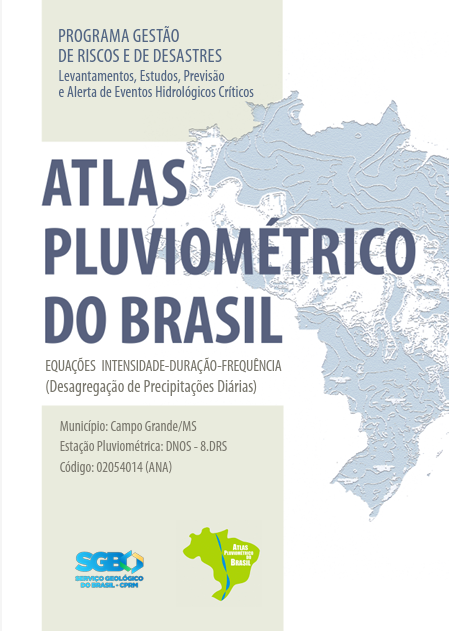 PROGRAMA GESTÃO
DE RISCOS E DE DESASTRES
Levantamentos, Estudos, Previsão
e Alerta de Eventos Hidrológicos Críticos
ATLAS
PLUVIOMÉTRICO
DO BRASIL
EQUAÇÕES INTENSIDADE-DURAÇÃO-FREQUÊNCIA
(Desagregação de Precipitações Diárias)
Município: Campo Grande/MS
Estação Pluviométrica: DNOS - 8.DRS
Código: 02054014 (ANA)
SGB
SERVIÇO GEOLÓGICO
DO BRASIL - CPRM
ATLAS
PLUVIOMÉTRICO
DO
BRASIL